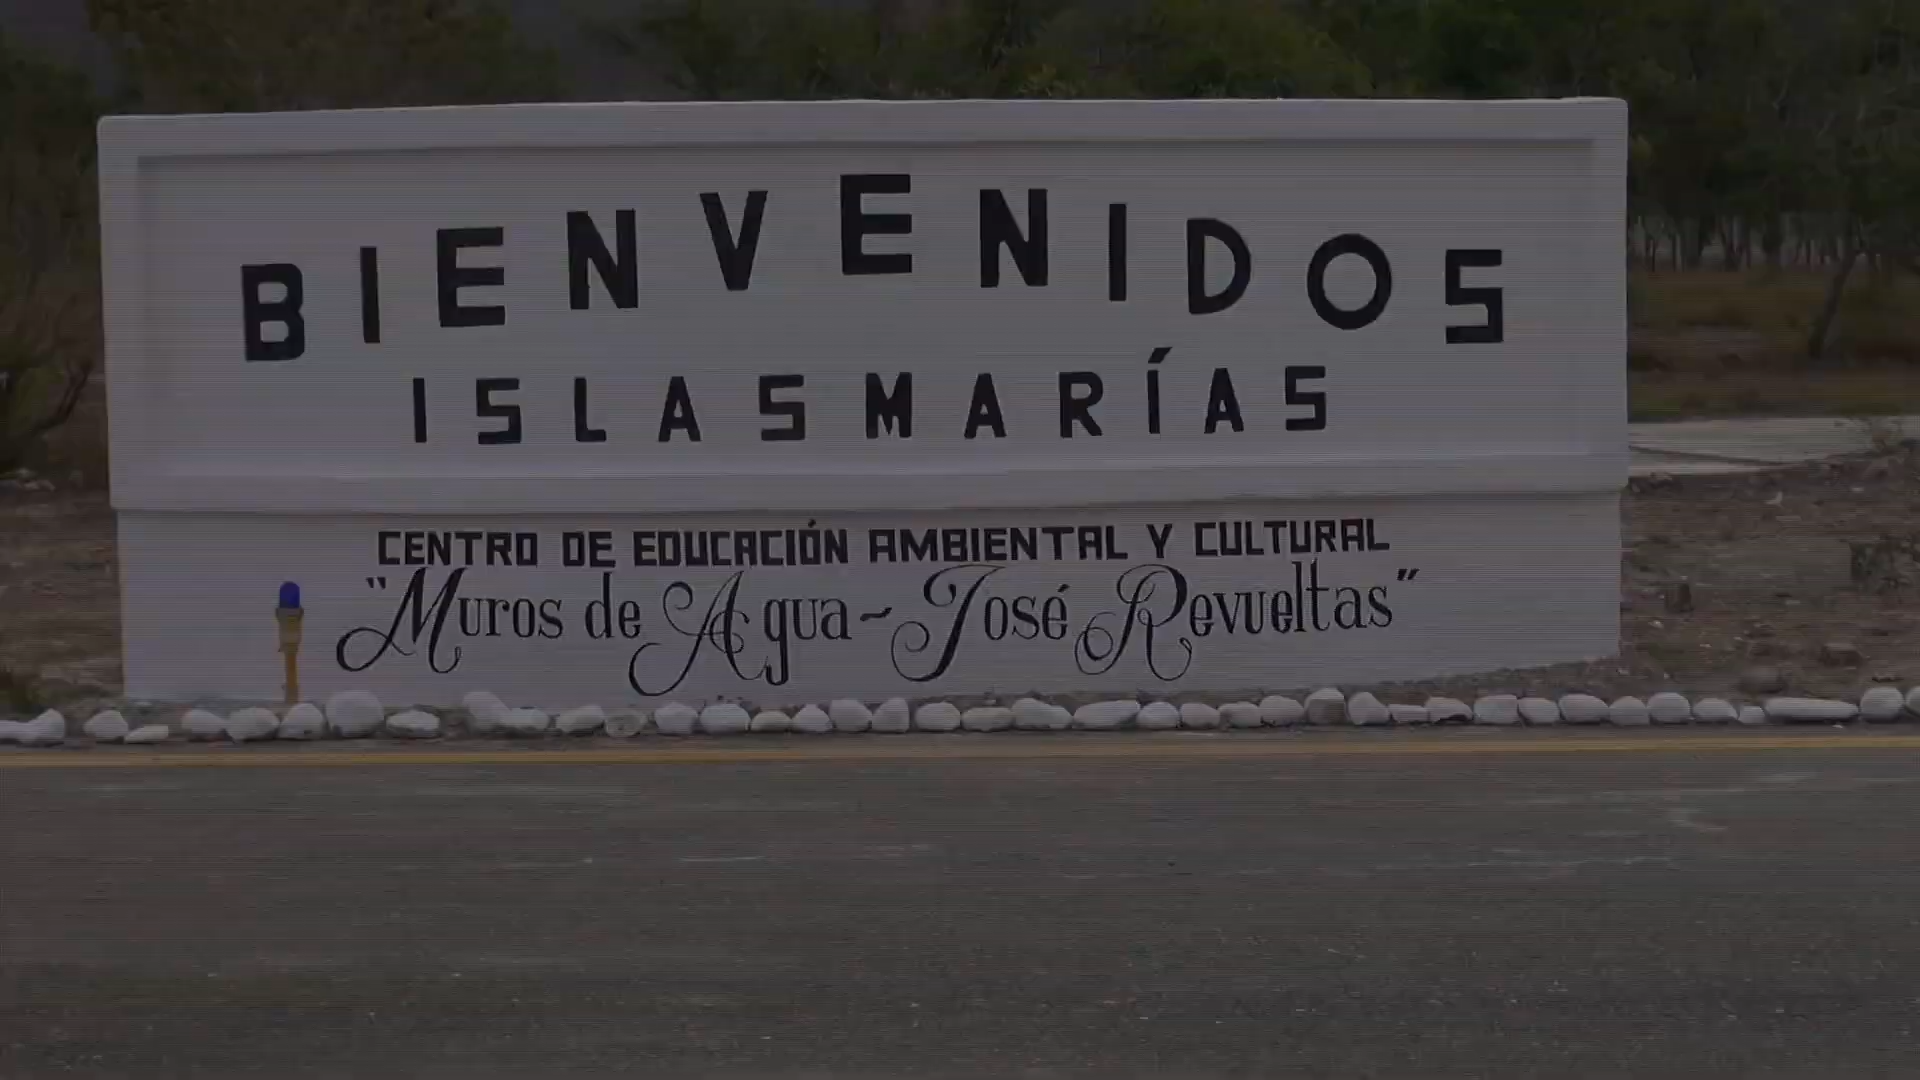 BIENVENIDOS
ISLAS MARÍAS
CENTRO DE EDUCACIÓN AMBIENTAL Y CULTURAL
"Muros de Agua - José Revueltas"